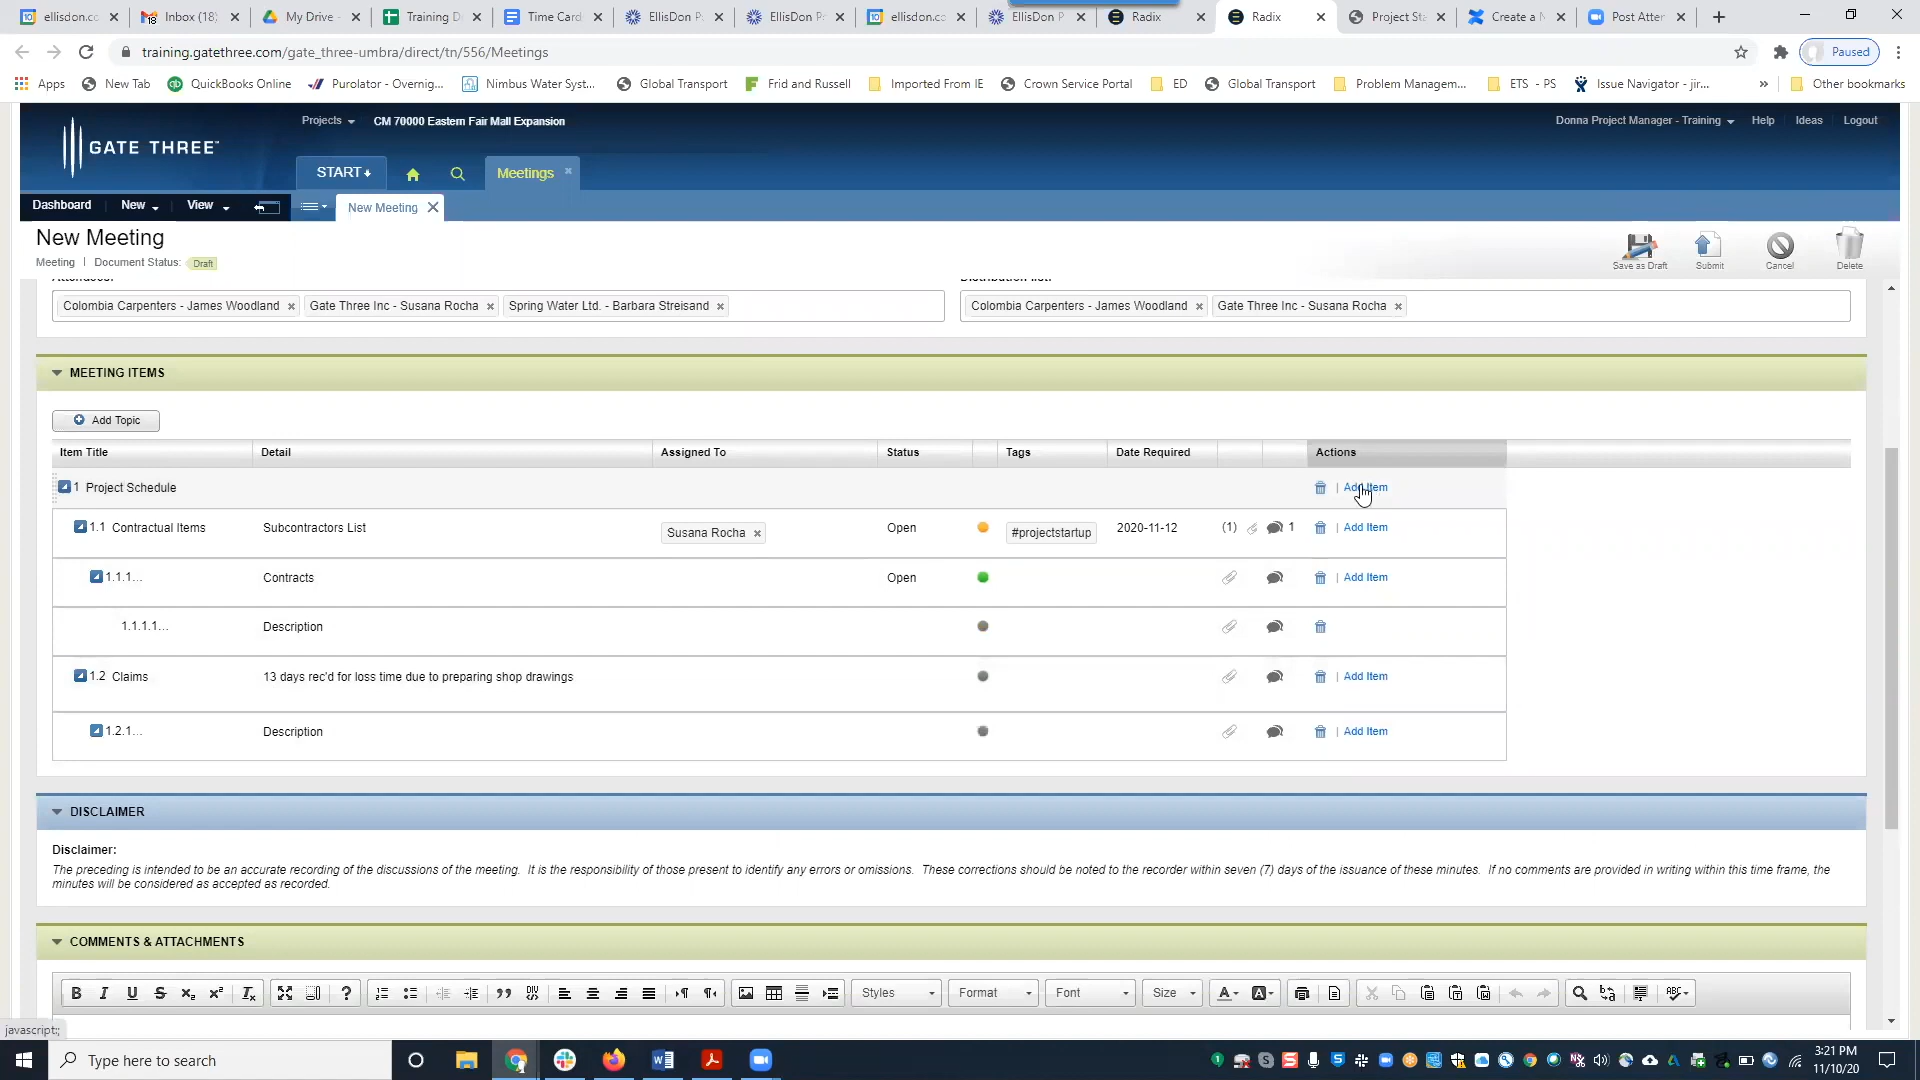 ellisdon.cc Inbox (18) My Drive - Training D Time Card EllisDon P EllisDon P ellisdon.cc EllisDon P Radix Radix Project Sta Create a N Post Atten
training.gatethree.com/gate_three-umbra/direct/tn/556/Meetings Paused
Apps New Tab QuickBooks Online Purolator - Overnig... Nimbus Water Syst... Global Transport Frid and Russell Imported From IE Crown Service Portal ED Global Transport Problem Managem... ETS - PS Issue Navigator - jir... » Other bookmarks
GATE THREE
Projects CM 70000 Eastern Fair Mall Expansion Donna Project Manager - Training Help Ideas Logout
START Meetings
Dashboard New View New Meeting
New Meeting
Meeting | Document Status: Draft
Save as Draft Submit Cancel Delete
Colombia Carpenters - James Woodland × Gate Three Inc - Susana Rocha × Spring Water Ltd. - Barbara Streisand × Colombia Carpenters - James Woodland × Gate Three Inc - Susana Rocha ×
MEETING ITEMS
Add Topic
Item Title Detail Assigned To Status Tags Date Required Actions
1 Project Schedule | Add Item
1.1 Contractual Items Subcontractors List Susana Rocha × Open #projectstartup 2020-11-12 (1) 1 | Add Item
1.1.1... Contracts Open | Add Item
1.1.1.1... Description
1.2 Claims 13 days rec'd for loss time due to preparing shop drawings | Add Item
1.2.1... Description | Add Item
DISCLAIMER
Disclaimer:
The preceding is intended to be an accurate recording of the discussions of the meeting. It is the responsibility of those present to identify any errors or omissions. These corrections should be noted to the recorder within seven (7) days of the issuance of these minutes. If no comments are provided in writing within this time frame, the
minutes will be considered as accepted as recorded.
COMMENTS & ATTACHMENTS
Styles Format Font Size
javascript:;
Type here to search
3:21 PM
11/10/20